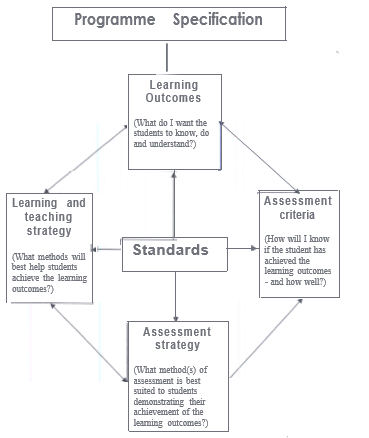 Programme Specification
Learning
Outcomes
(What do I want the
students to know, do
and understand?)
Learning and
teaching
strategy
(What methods will
best help students
achieve the learning
outcomes?)
Standards
Assessment
criteria
(How will I know
if the student has
achieved the
learning outcomes
- and how well?)
Assessment
strategy
(What method(s) of
assessment is best
suited to students
demonstrating their
achievement of the
learning outcomes?)